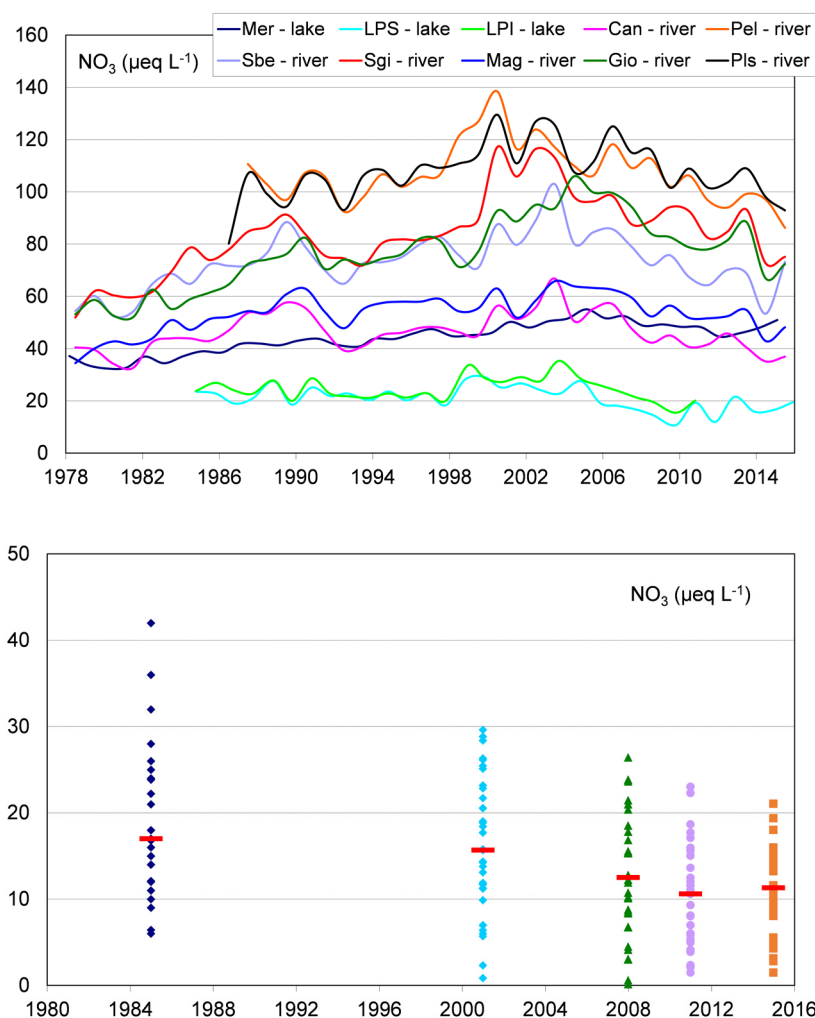 Mer - lake LPS - lake LPI - lake Can - river Pel - river
Sbe - river Sgi - river Mag - river Gio - river Pls - river
NO₃ (µeq L⁻¹)
160
140
120
100
80
60
40
20
0
1978 1982 1986 1990 1994 1998 2002 2006 2010 2014
NO₃ (µeq L⁻¹)
50
40
30
20
10
0
1980 1984 1988 1992 1996 2000 2004 2008 2012 2016